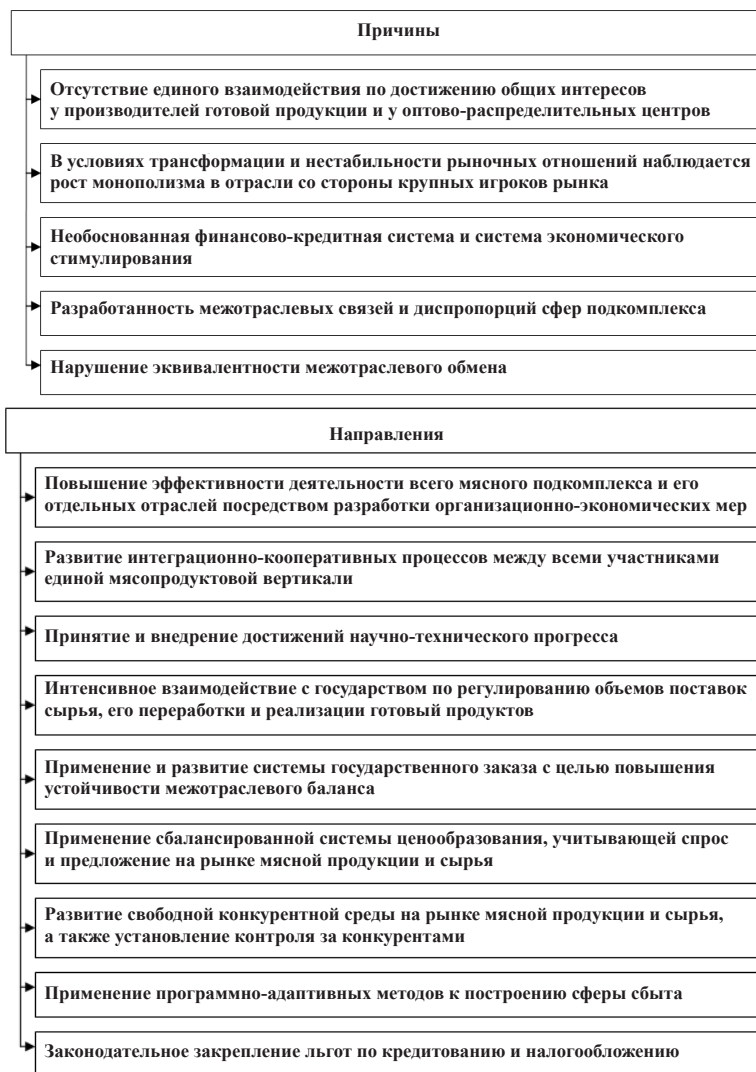 Причины
Отсутствие единого взаимодействия по достижению общих интересов
у производителей готовой продукции и у оптово-распределительных центров
В условиях трансформации и нестабильности рыночных отношений наблюдается
рост монополизма в отрасли со стороны крупных игроков рынка
Необоснованная финансово-кредитная система и система экономического
стимулирования
Разработанность межотраслевых связей и диспропорций сфер подкомплекса
Нарушение эквивалентности межотраслевого обмена
Направления
Повышение эффективности деятельности всего мясного подкомплекса и его
отдельных отраслей посредством разработки организационно-экономических мер
Развитие интеграционно-кооперативных процессов между всеми участниками
единой мясопродуктовой вертикали
Принятие и внедрение достижений научно-технического прогресса
Интенсивное взаимодействие с государством по регулированию объемов поставок
сырья, его переработки и реализации готовый продуктов
Применение и развитие системы государственного заказа с целью повышения
устойчивости межотраслевого баланса
Применение сбалансированной системы ценообразования, учитывающей спрос
и предложение на рынке мясной продукции и сырья
Развитие свободной конкурентной среды на рынке мясной продукции и сырья,
а также установление контроля за конкурентами
Применение программно-адаптивных методов к построению сферы сбыта
Законодательное закрепление льгот по кредитованию и налогообложению